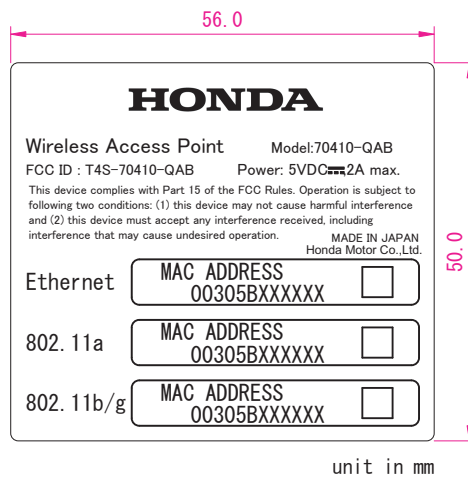 56.0
HONDA
Wireless Access Point Model:70410-QAB
FCC ID : T4S-70410-QAB Power: 5VDC⎓2A max.
This device complies with Part 15 of the FCC Rules. Operation is subject to
following two conditions: (1) this device may not cause harmful interference
and (2) this device must accept any interference received, including
interference that may cause undesired operation.
MADE IN JAPAN
Honda Motor Co.,Ltd.
50.0
Ethernet
MAC ADDRESS
00305BXXXXXX
802.11a
MAC ADDRESS
00305BXXXXXX
802.11b/g
MAC ADDRESS
00305BXXXXXX
unit in mm